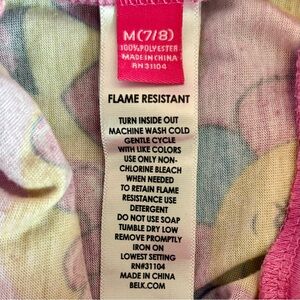 M(7/8)
100%POLYESTER
MADE IN CHINA
RN31104
FLAME RESISTANT
TURN INSIDE OUT
MACHINE WASH COLD
GENTLE CYCLE
WITH LIKE COLORS
USE ONLY NON-
CHLORINE BLEACH
WHEN NEEDED
TO RETAIN FLAME
RESISTANCE USE
DETERGENT
DO NOT USE SOAP
TUMBLE DRY LOW
REMOVE PROMPTLY
IRON ON
LOWEST SETTING
RN#31104
MADE IN CHINA
BELK.COM